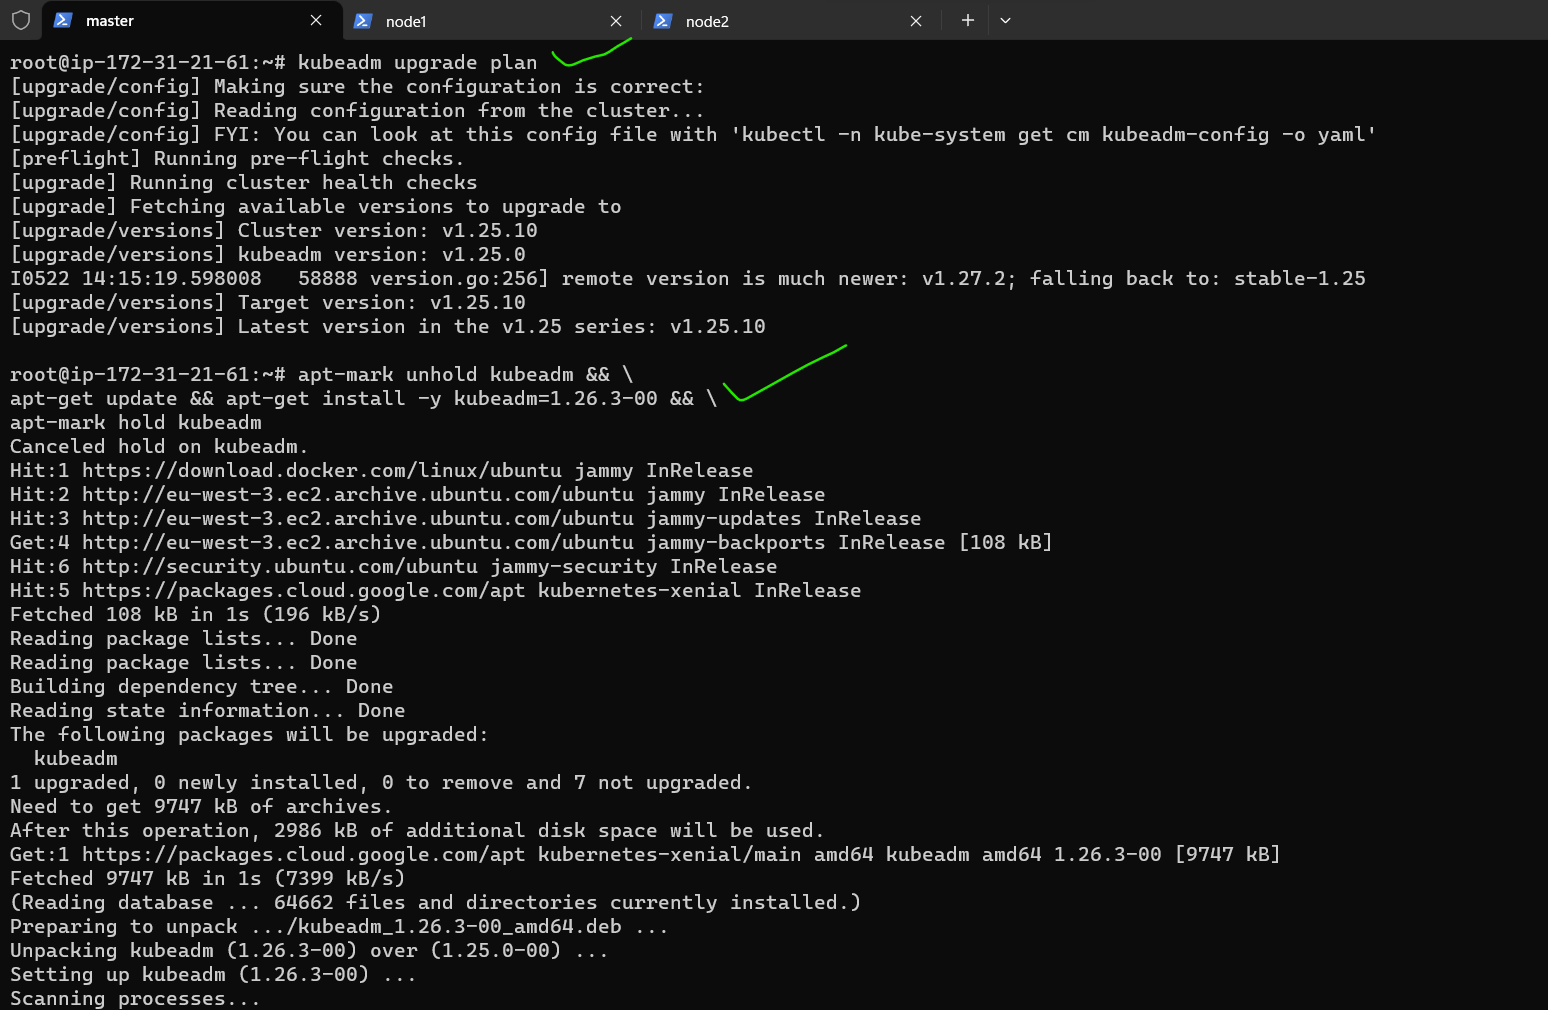 master
node1
node2
root@ip-172-31-21-61:~# kubeadm upgrade plan
[upgrade/config] Making sure the configuration is correct:
[upgrade/config] Reading configuration from the cluster...
[upgrade/config] FYI: You can look at this config file with 'kubectl -n kube-system get cm kubeadm-config -o yaml'
[preflight] Running pre-flight checks.
[upgrade] Running cluster health checks
[upgrade] Fetching available versions to upgrade to
[upgrade/versions] Cluster version: v1.25.10
[upgrade/versions] kubeadm version: v1.25.0
I0522 14:15:19.598008   58888 version.go:256] remote version is much newer: v1.27.2; falling back to: stable-1.25
[upgrade/versions] Target version: v1.25.10
[upgrade/versions] Latest version in the v1.25 series: v1.25.10
root@ip-172-31-21-61:~# apt-mark unhold kubeadm && \
apt-get update && apt-get install -y kubeadm=1.26.3-00 && \
apt-mark hold kubeadm
Canceled hold on kubeadm.
Hit:1 https://download.docker.com/linux/ubuntu jammy InRelease
Hit:2 http://eu-west-3.ec2.archive.ubuntu.com/ubuntu jammy InRelease
Hit:3 http://eu-west-3.ec2.archive.ubuntu.com/ubuntu jammy-updates InRelease
Get:4 http://eu-west-3.ec2.archive.ubuntu.com/ubuntu jammy-backports InRelease [108 kB]
Hit:6 http://security.ubuntu.com/ubuntu jammy-security InRelease
Hit:5 https://packages.cloud.google.com/apt kubernetes-xenial InRelease
Fetched 108 kB in 1s (196 kB/s)
Reading package lists... Done
Reading package lists... Done
Building dependency tree... Done
Reading state information... Done
The following packages will be upgraded:
  kubeadm
1 upgraded, 0 newly installed, 0 to remove and 7 not upgraded.
Need to get 9747 kB of archives.
After this operation, 2986 kB of additional disk space will be used.
Get:1 https://packages.cloud.google.com/apt kubernetes-xenial/main amd64 kubeadm amd64 1.26.3-00 [9747 kB]
Fetched 9747 kB in 1s (7399 kB/s)
(Reading database ... 64662 files and directories currently installed.)
Preparing to unpack .../kubeadm_1.26.3-00_amd64.deb ...
Unpacking kubeadm (1.26.3-00) over (1.25.0-00) ...
Setting up kubeadm (1.26.3-00) ...
Scanning processes...